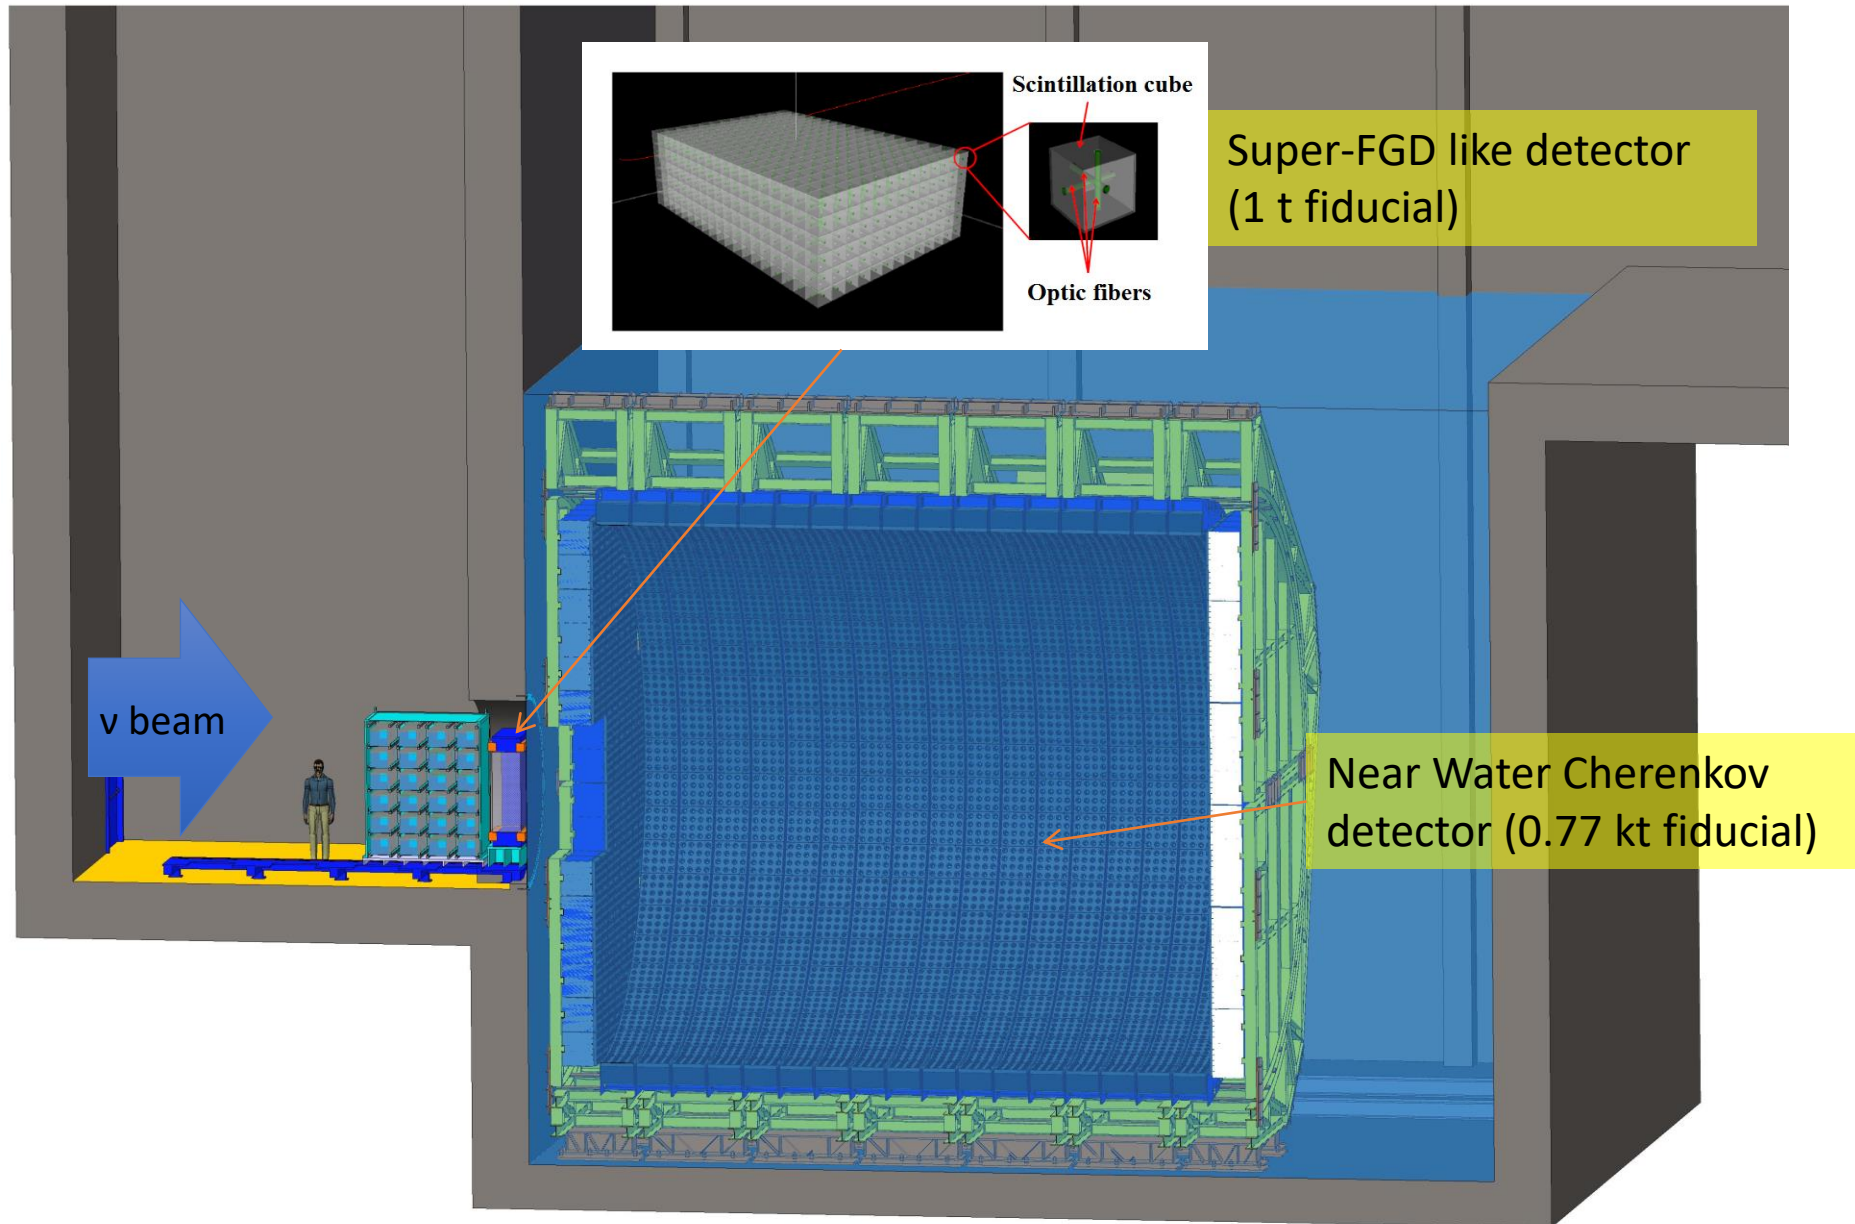 Scintillation cube
Optic fibers
Super-FGD like detector
(1 t fiducial)
ν beam
Near Water Cherenkov
detector (0.77 kt fiducial)